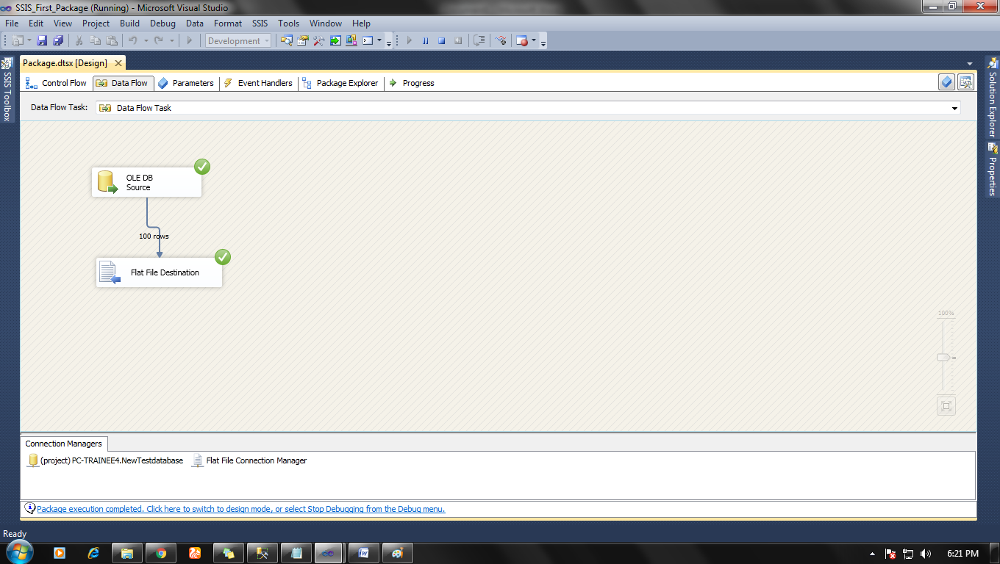 SSIS_First_Package (Running) - Microsoft Visual Studio
File Edit View Project Build Debug Data Format SSIS Tools Window Help
Development
Package.dtsx [Design]
Control Flow Data Flow Parameters Event Handlers Package Explorer Progress
Data Flow Task: Data Flow Task
SSIS Toolbox
Solution Explorer
Properties
OLE DB
Source
100 rows
Flat File Destination
100%
Connection Managers
(project) PC-TRAINEE4.NewTestdatabase Flat File Connection Manager
Package execution completed. Click here to switch to design mode, or select Stop Debugging from the Debug menu.
Ready
6:21 PM